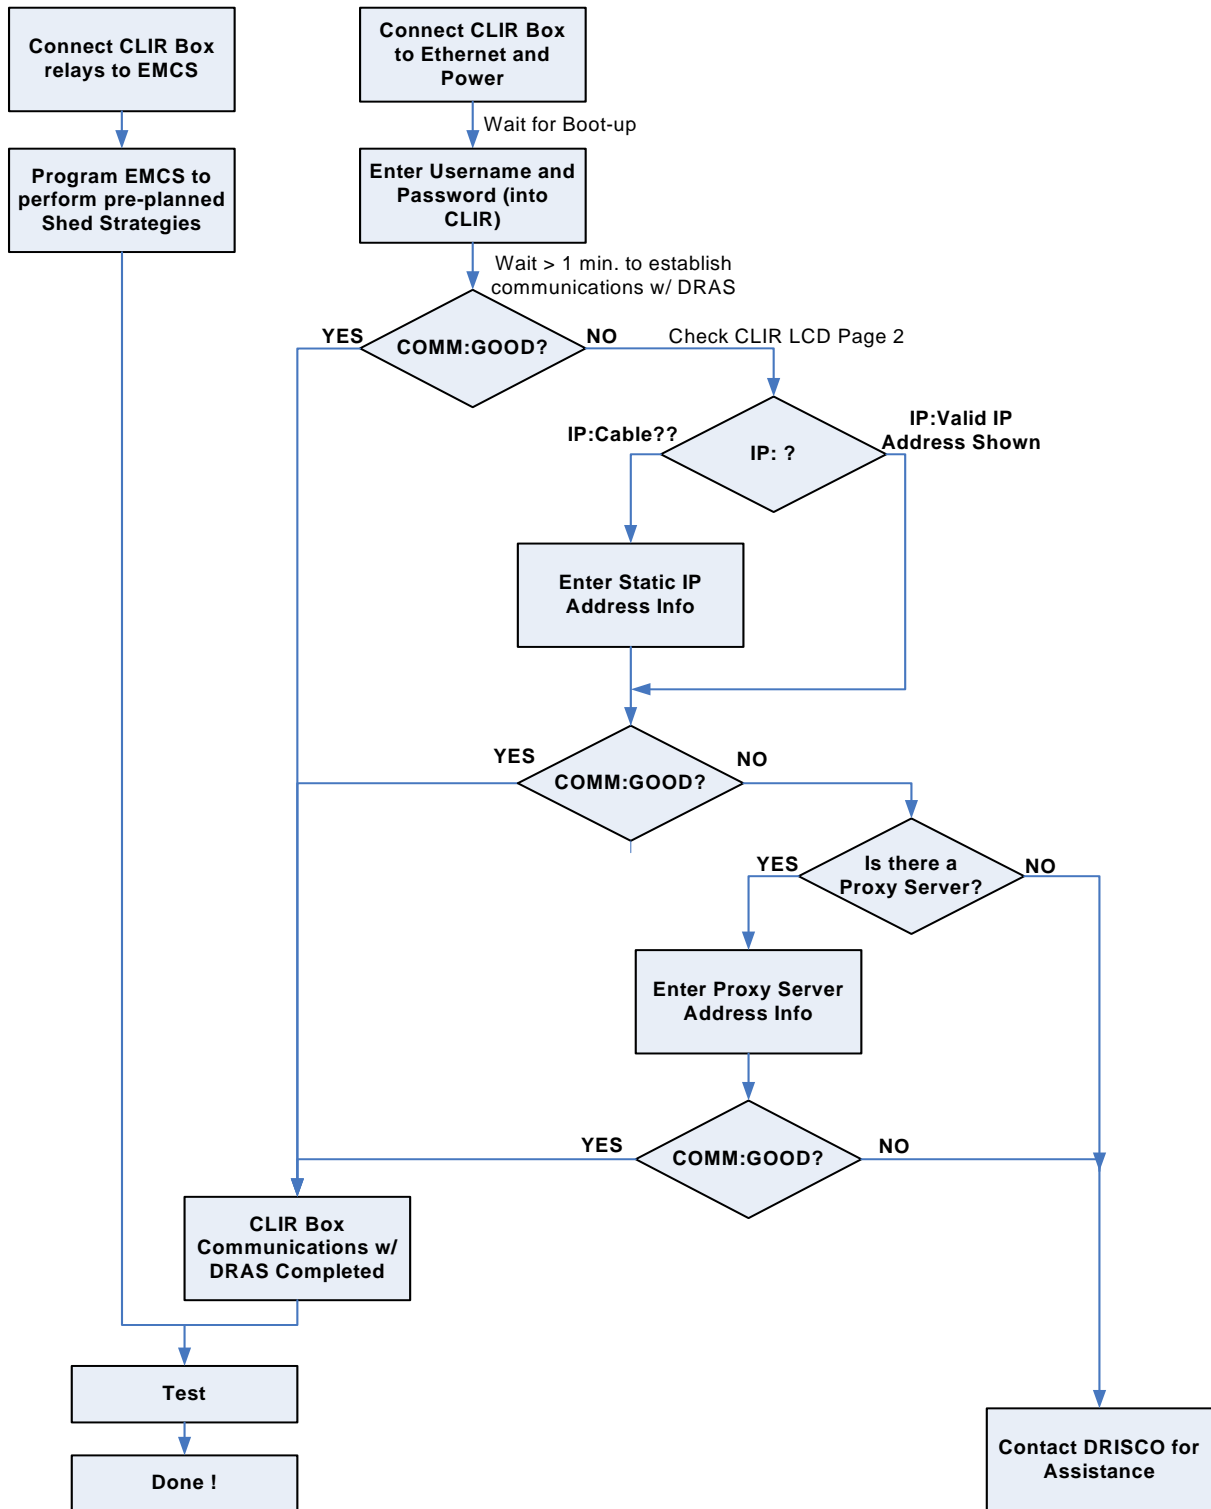 Connect CLIR Box
relays to EMCS
Connect CLIR Box
to Ethernet and
Power
Wait for Boot-up
Program EMCS to
perform pre-planned
Shed Strategies
Enter Username and
Password (into
CLIR)
Wait > 1 min. to establish
communications w/ DRAS
YES
COMM:GOOD?
NO
Check CLIR LCD Page 2
IP:Cable??
IP: ?
IP:Valid IP
Address Shown
Enter Static IP
Address Info
YES
COMM:GOOD?
NO
YES
Is there a
Proxy Server?
NO
Enter Proxy Server
Address Info
YES
COMM:GOOD?
NO
CLIR Box
Communications w/
DRAS Completed
Test
Done !
Contact DRISCO for
Assistance